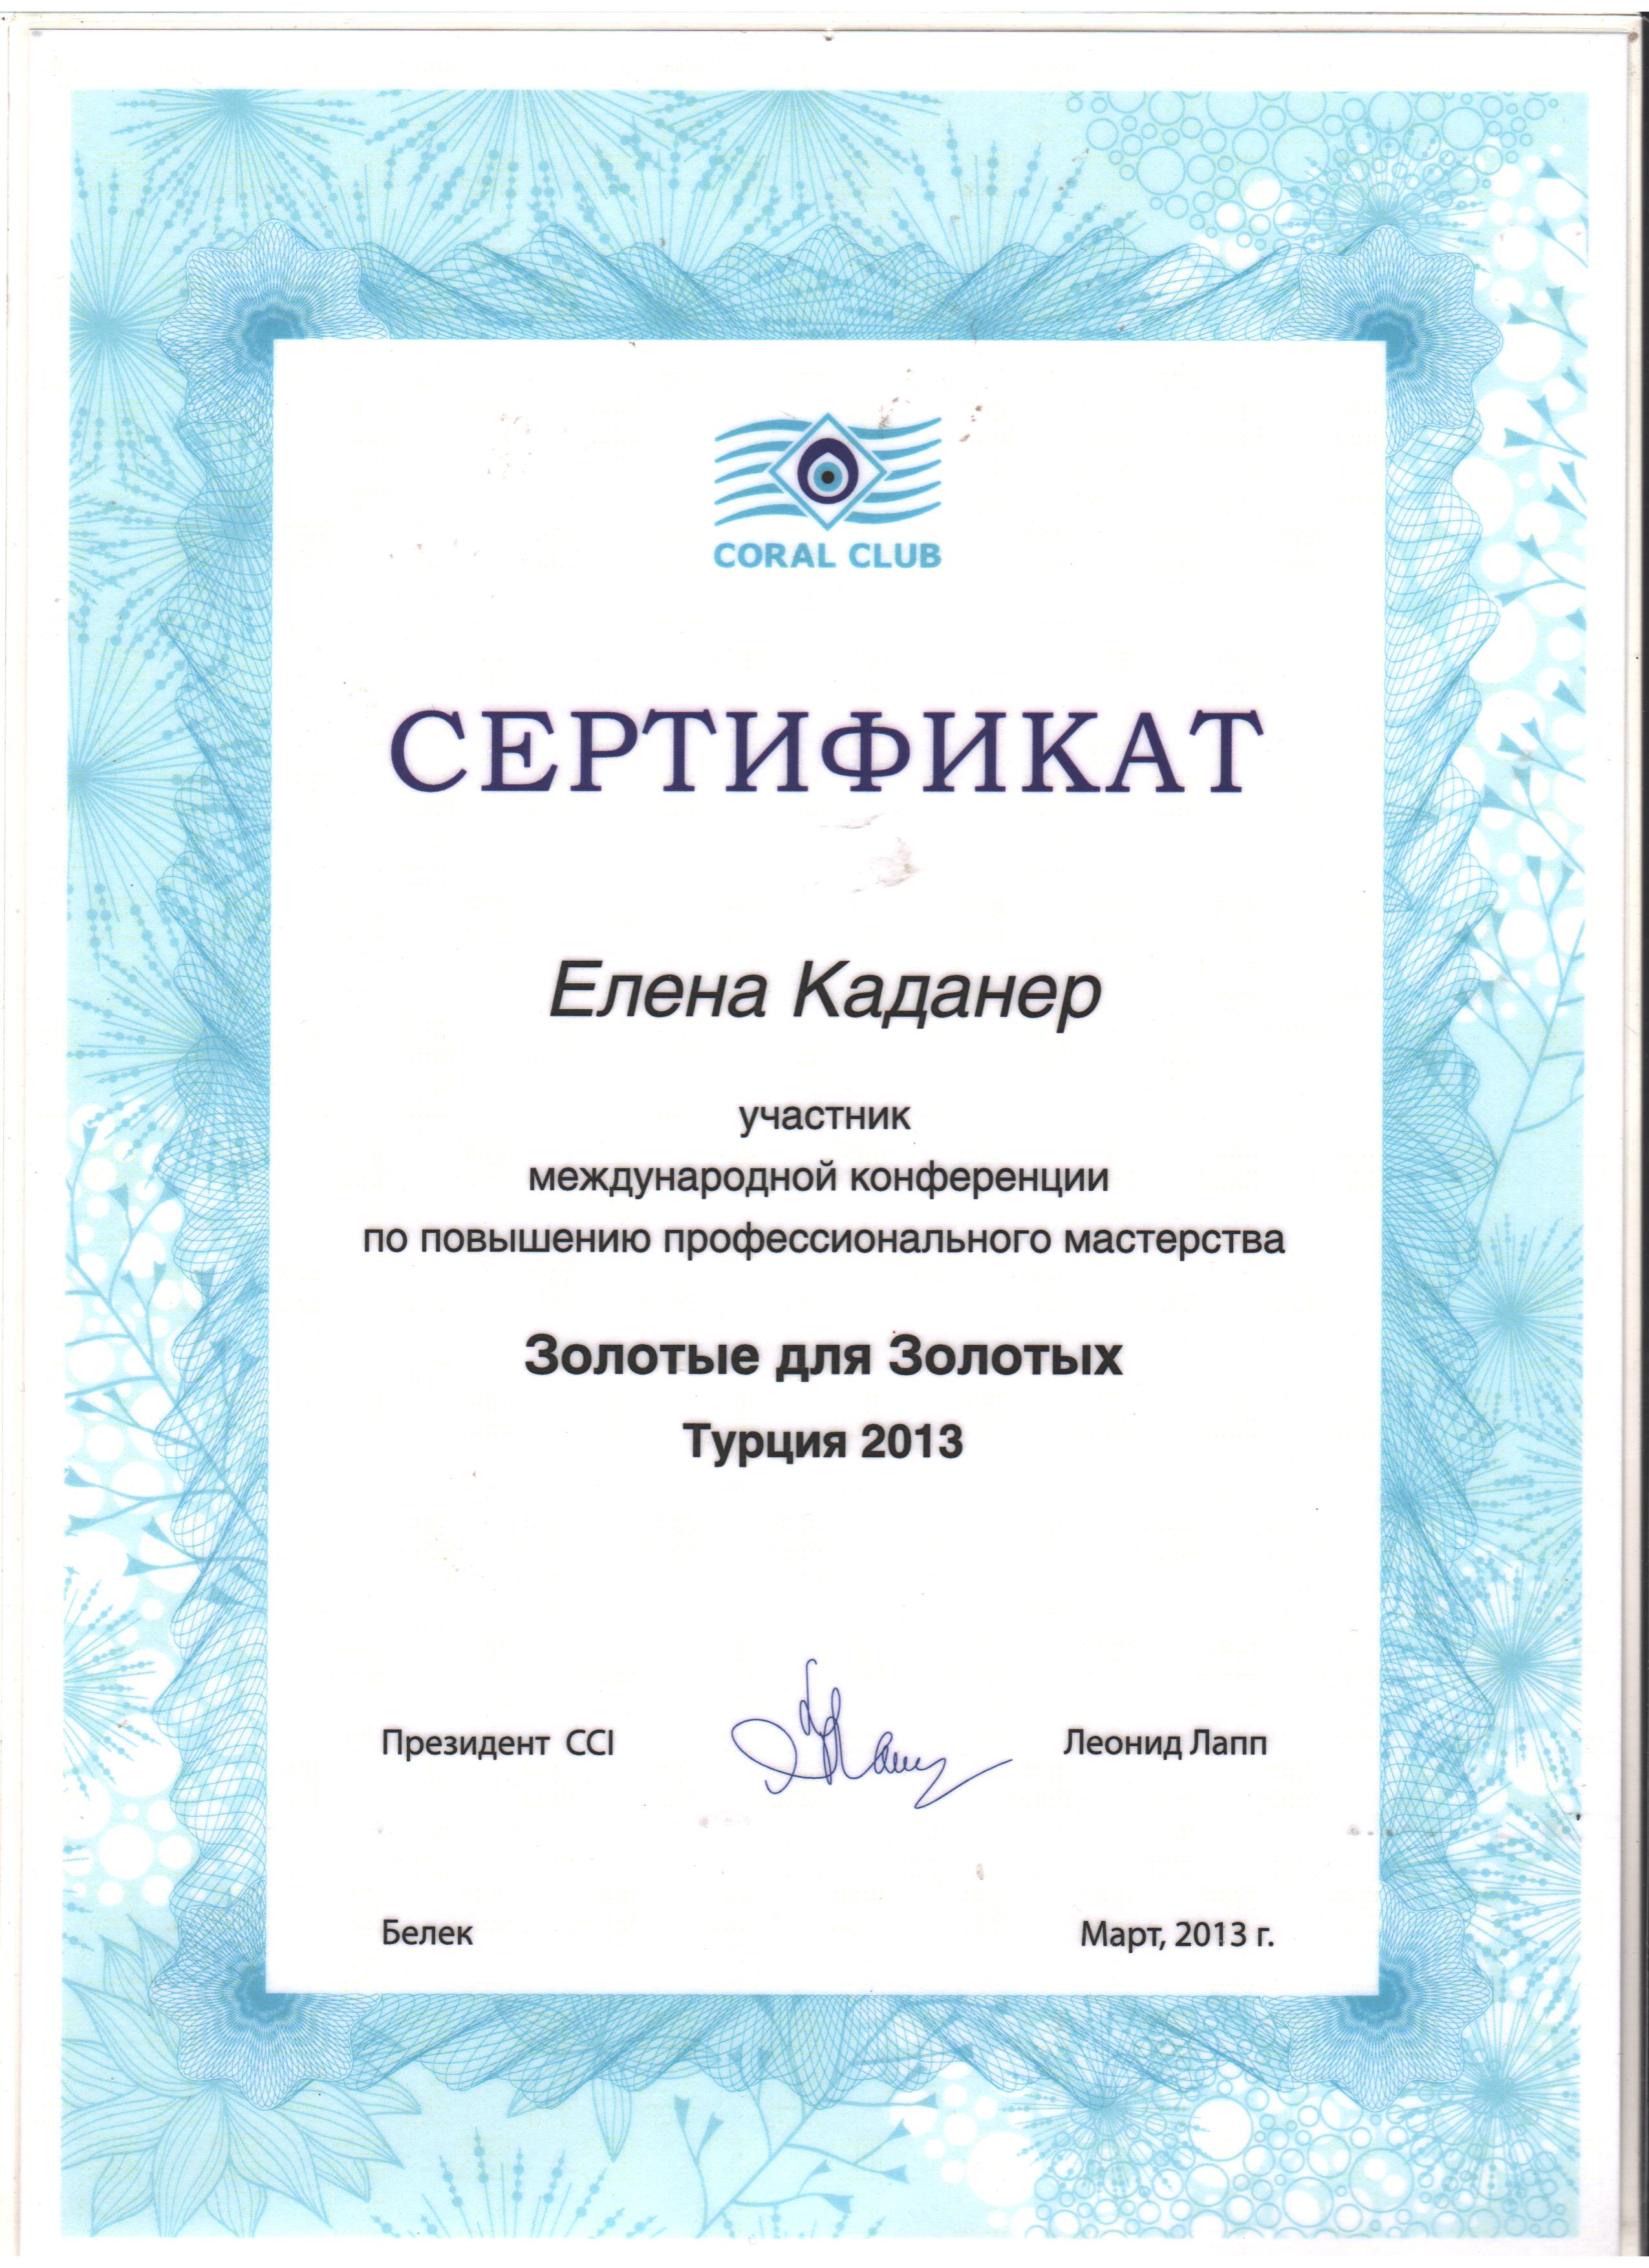 CORAL CLUB
СЕРТИФИКАТ
Елена Каданер
участник
международной конференции
по повышению профессионального мастерства
Золотые для Золотых
Турция 2013
Президент CCI
Леонид Лапп
Белек
Март, 2013 г.